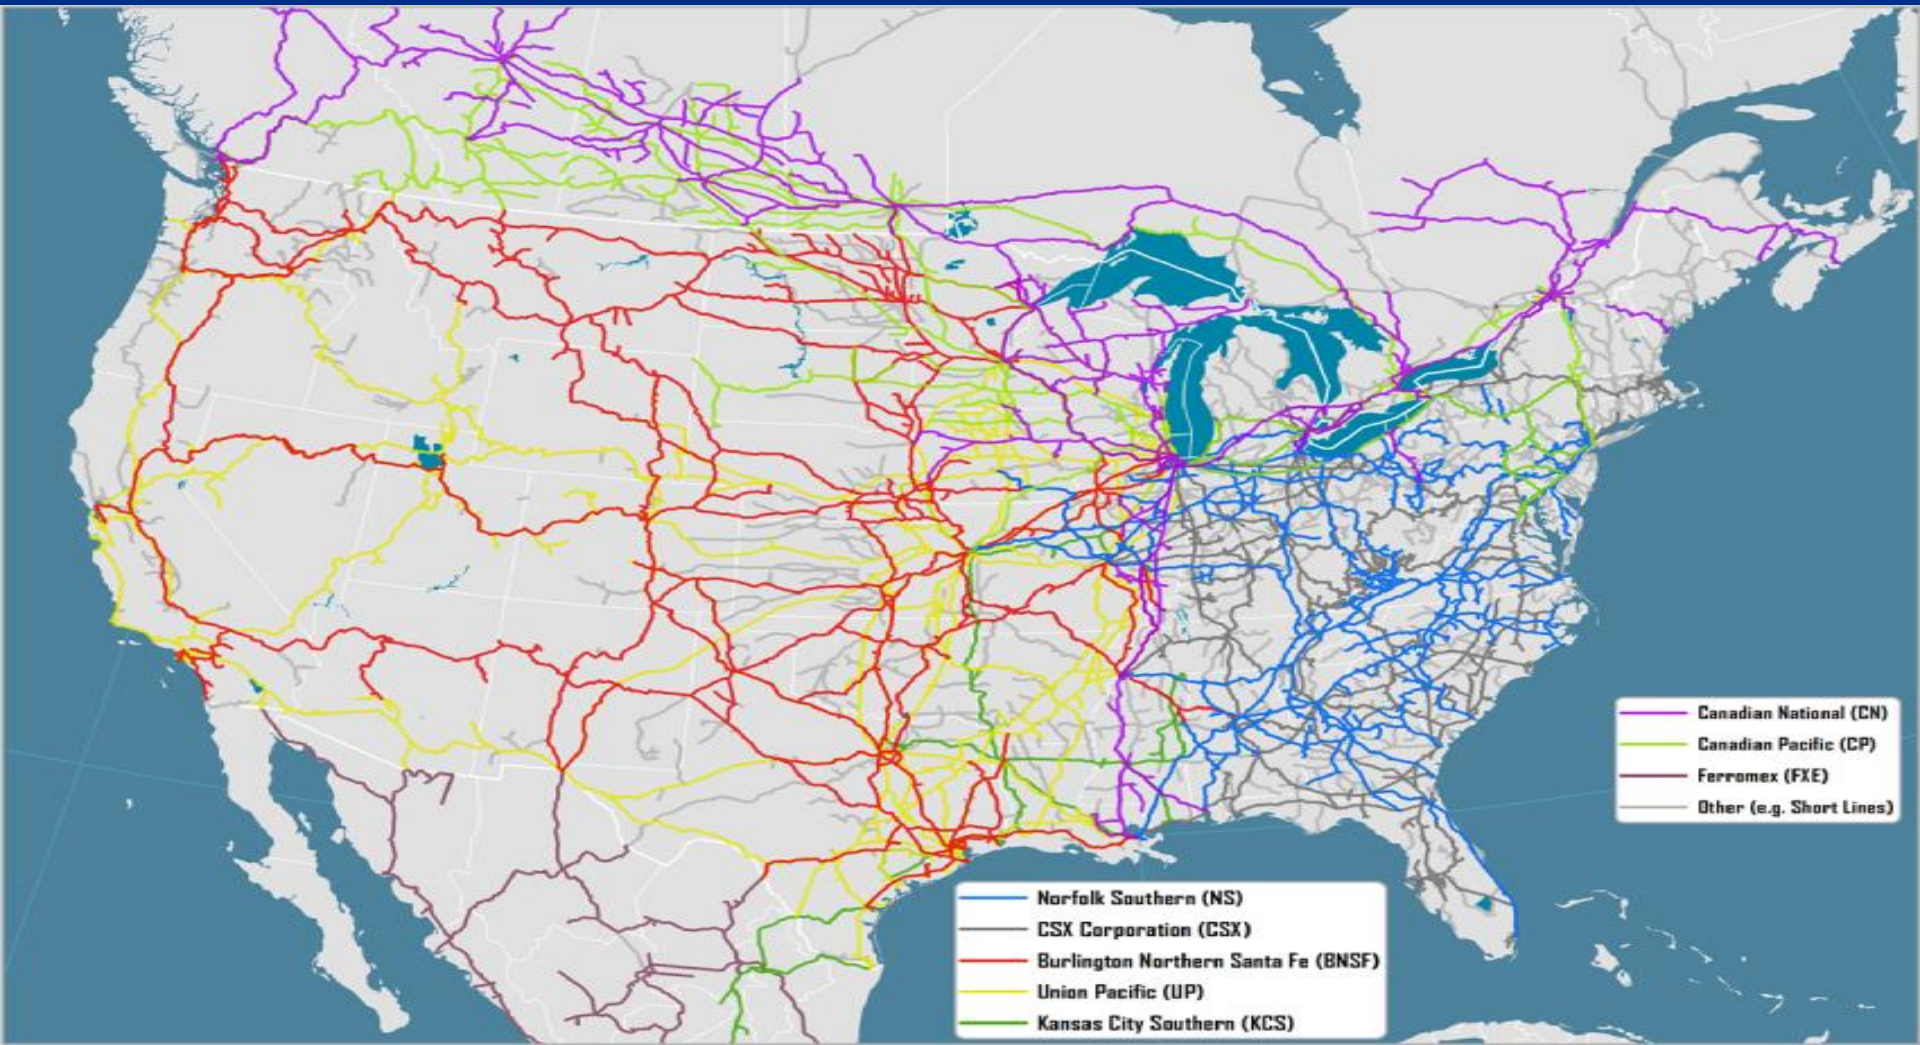 Canadian National (CN)
Canadian Pacific (CP)
Ferromex (FXE)
Other (e.g. Short Lines)
Norfolk Southern (NS)
CSX Corporation (CSX)
Burlington Northern Santa Fe (BNSF)
Union Pacific (UP)
Kansas City Southern (KCS)